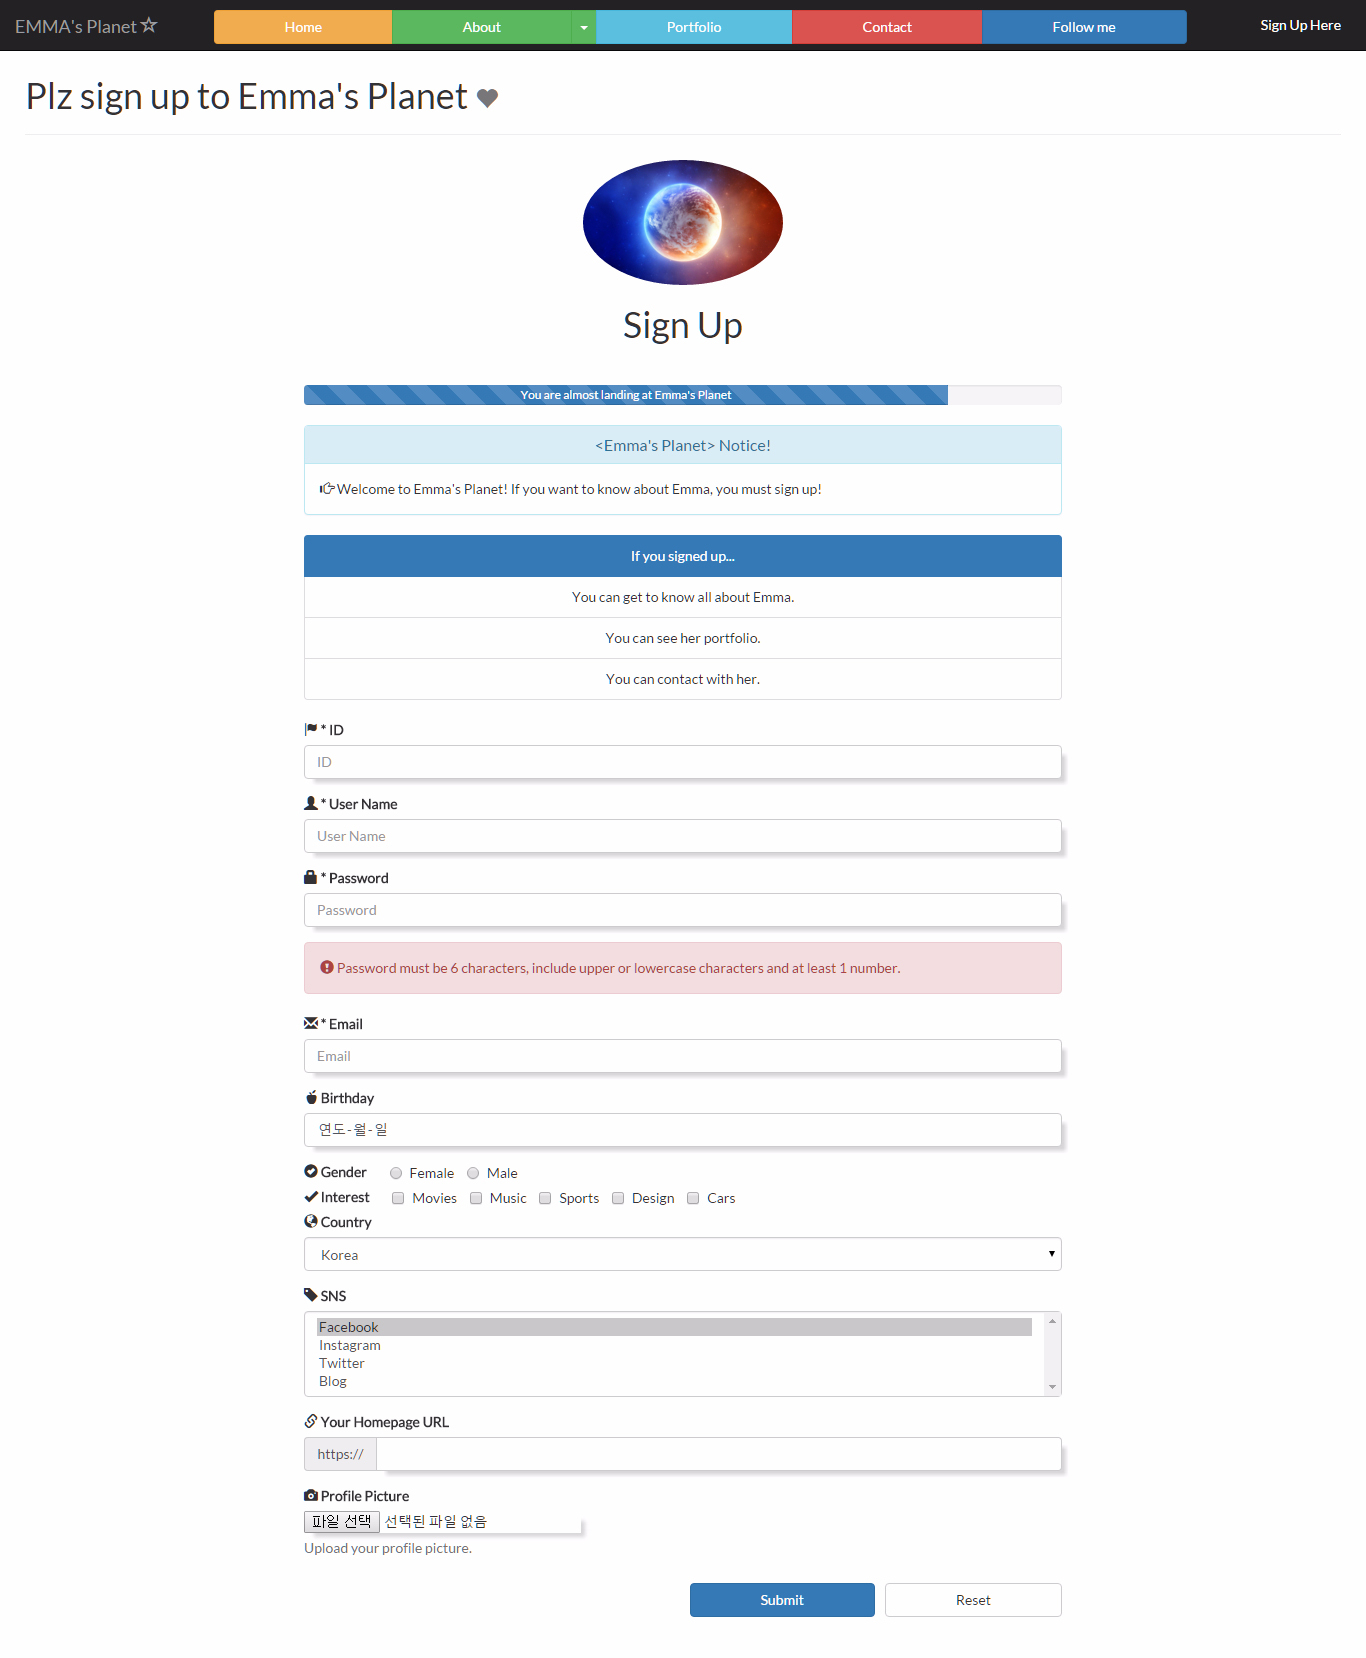 EMMA's Planet☆ Home About Portfolio Contact Follow me Sign Up Here
Plz sign up to Emma's Planet
Sign Up
You are almost landing at Emma's Planet
<Emma's Planet> Notice!
Welcome to Emma's Planet! If you want to know about Emma, you must sign up!
If you signed up...
You can get to know all about Emma.
You can see her portfolio.
You can contact with her.
* ID
ID
* User Name
User Name
* Password
Password
Password must be 6 characters, include upper or lowercase characters and at least 1 number.
* Email
Email
Birthday
연도-월-일
Gender Female Male
Interest Movies Music Sports Design Cars
Country
Korea
SNS
Facebook
Instagram
Twitter
Blog
Your Homepage URL
https://
Profile Picture
파일 선택 선택된 파일 없음
Upload your profile picture.
Submit Reset